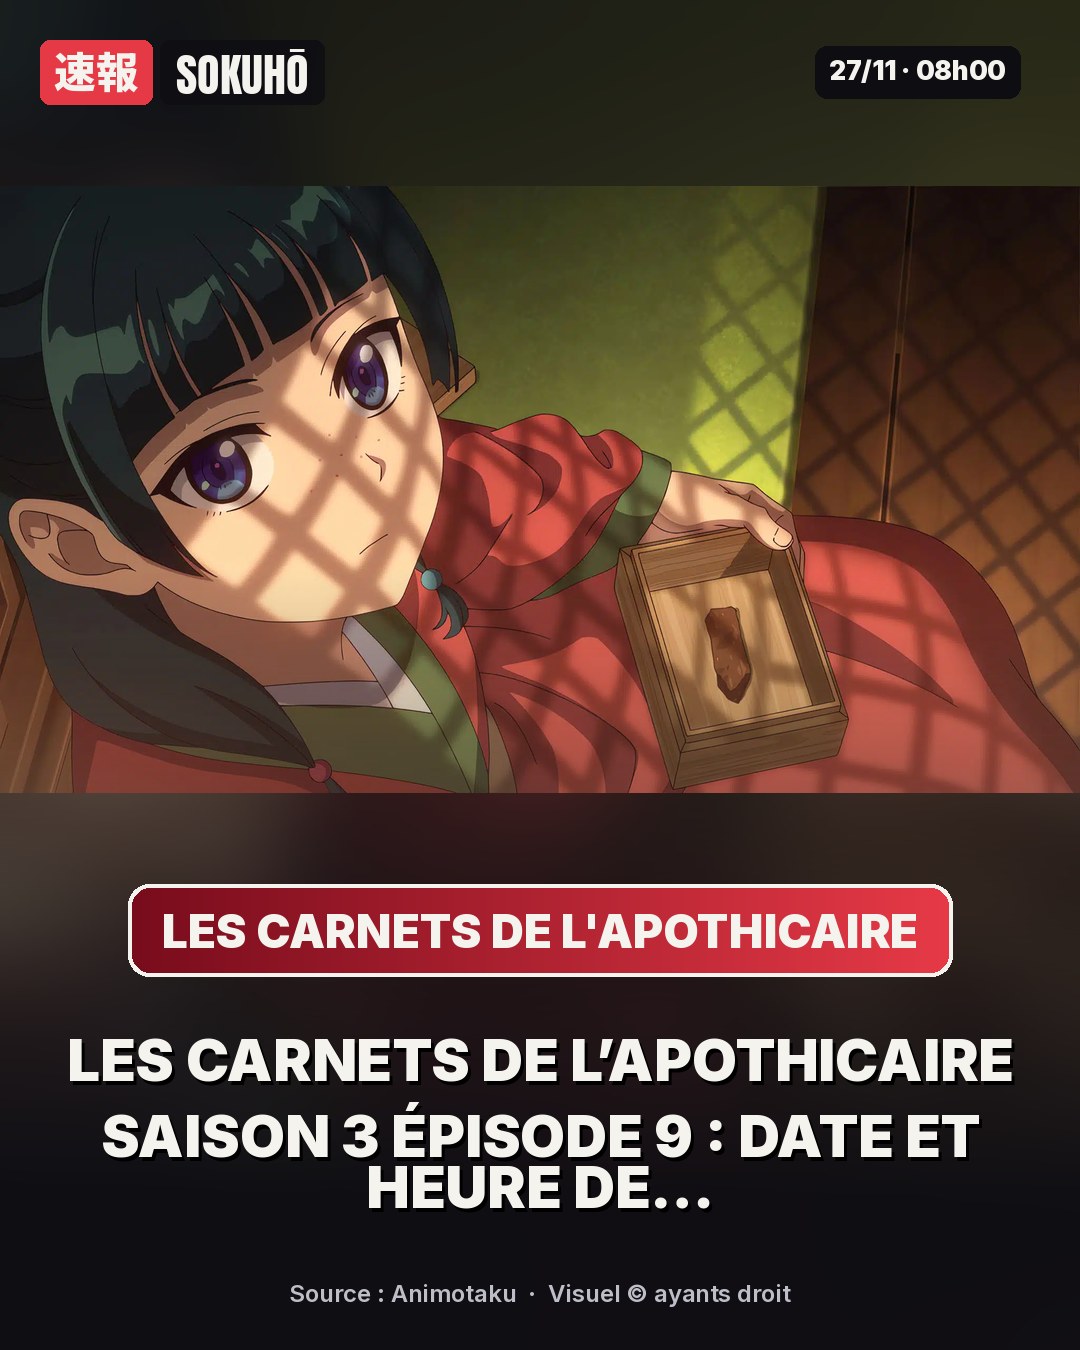 速報 SOKUHŌ
27/11 · 08h00
LES CARNETS DE L'APOTHICAIRE
LES CARNETS DE L’APOTHICAIRE
SAISON 3 ÉPISODE 9 : DATE ET
HEURE DE…
Source : Animotaku · Visuel © ayants droit